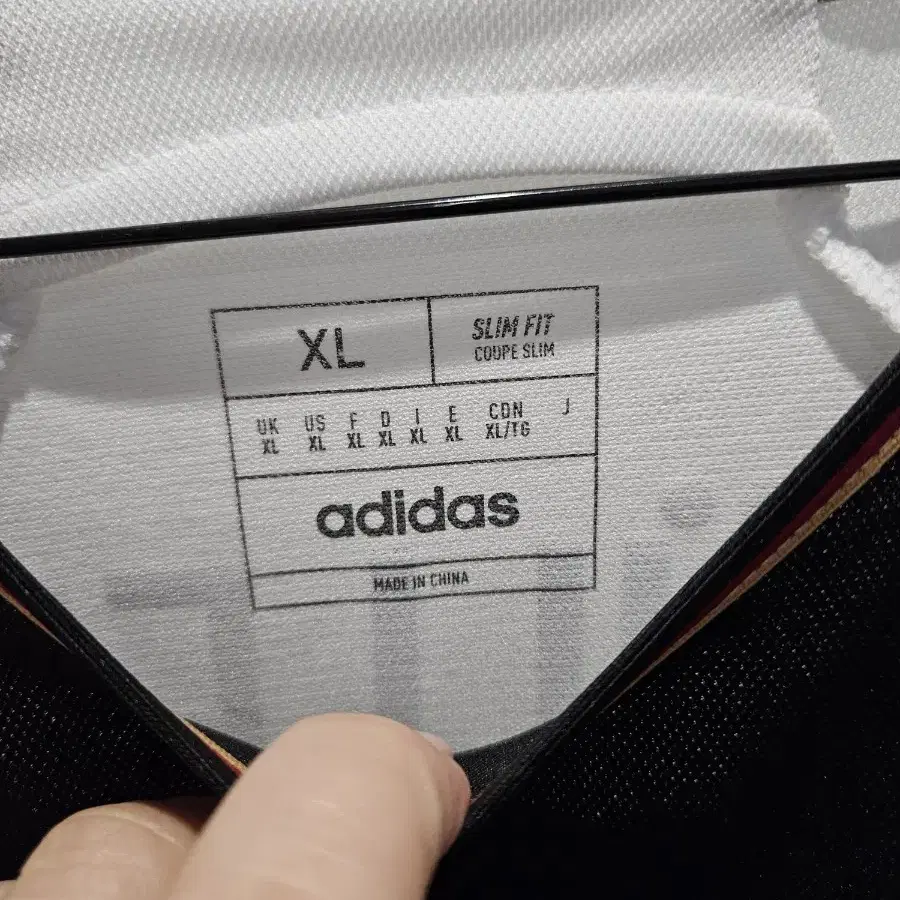 XL
SLIM FIT
COUPE SLIM
UK US F D I E CDN J
XL XL XL XL XL XL XL/TG
adidas
MADE IN CHINA